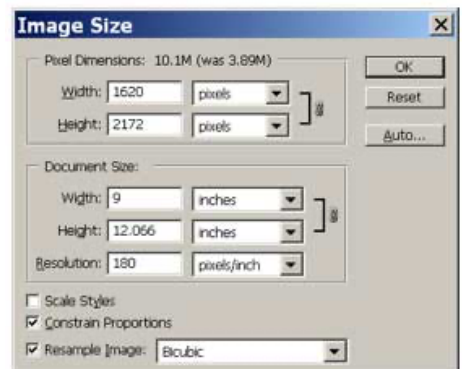 Image Size
Pixel Dimensions: 10.1M (was 3.89M)
OK
Width: 1620 pixels
Reset
Height: 2172 pixels
Auto...
Document Size:
Width: 9 inches
Height: 12.066 inches
Resolution: 180 pixels/inch
Scale Styles
Constrain Proportions
Resample Image: Bicubic